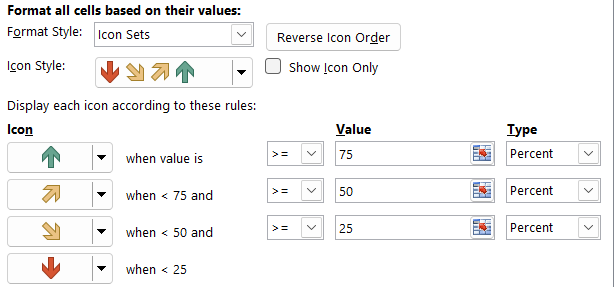 Format all cells based on their values:
Format Style: Icon Sets Reverse Icon Order
Icon Style: Show Icon Only
Display each icon according to these rules:
Icon Value Type
when value is >= 75 Percent
when < 75 and >= 50 Percent
when < 50 and >= 25 Percent
when < 25